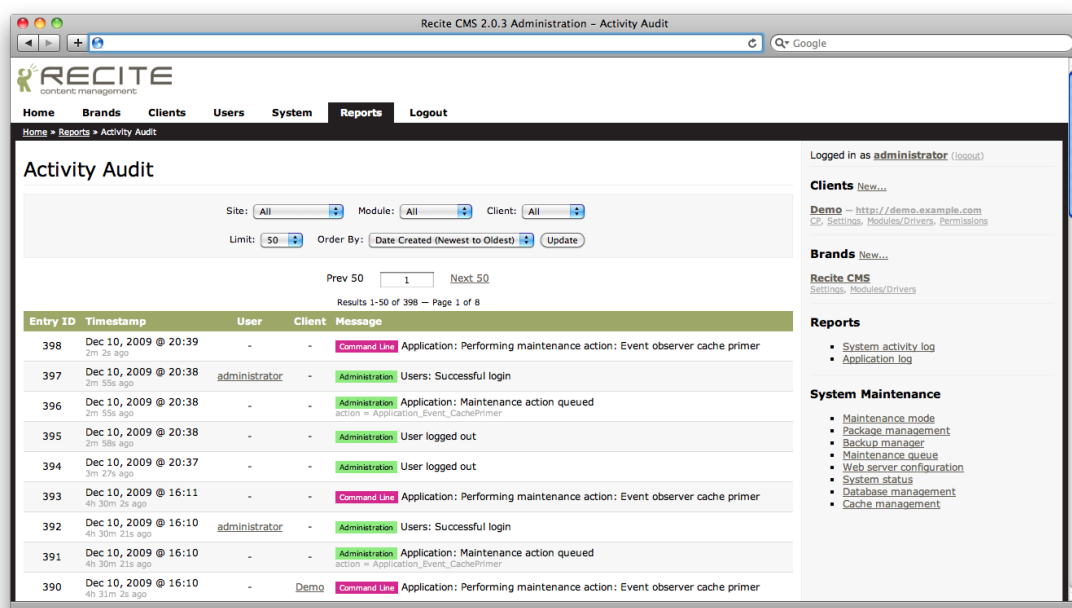 Recite CMS 2.0.3 Administration – Activity Audit
Google
RECITE
content management
Home Brands Clients Users System Reports Logout
Home » Reports » Activity Audit
Activity Audit
Site: All Module: All Client: All
Limit: 50 Order By: Date Created (Newest to Oldest) Update
Prev 50 1 Next 50
Results 1-50 of 398 — Page 1 of 8
Entry ID Timestamp User Client Message
398 Dec 10, 2009 @ 20:39 - - Command Line Application: Performing maintenance action: Event observer cache primer
2m 2s ago
397 Dec 10, 2009 @ 20:38 administrator - Administration Users: Successful login
2m 55s ago
396 Dec 10, 2009 @ 20:38 - - Administration Application: Maintenance action queued
2m 55s ago action = Application_Event_CachePrimer
395 Dec 10, 2009 @ 20:38 - - Administration User logged out
2m 58s ago
394 Dec 10, 2009 @ 20:37 - - Administration User logged out
3m 27s ago
393 Dec 10, 2009 @ 16:11 - - Command Line Application: Performing maintenance action: Event observer cache primer
4h 30m 2s ago
392 Dec 10, 2009 @ 16:10 administrator - Administration Users: Successful login
4h 30m 21s ago
391 Dec 10, 2009 @ 16:10 - - Administration Application: Maintenance action queued
4h 30m 21s ago action = Application_Event_CachePrimer
390 Dec 10, 2009 @ 16:10 - Demo Command Line Application: Performing maintenance action: Event observer cache primer
4h 31m 2s ago
Logged in as administrator (logout)
Clients New...
Demo — http://demo.example.com
CP, Settings, Modules/Drivers, Permissions
Brands New...
Recite CMS
Settings, Modules/Drivers
Reports
System activity log
Application log
System Maintenance
Maintenance mode
Package management
Backup manager
Maintenance queue
Web server configuration
System status
Database management
Cache management